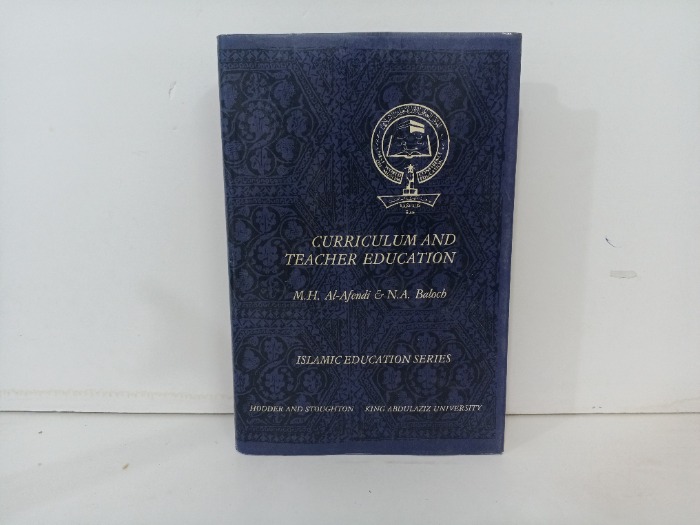 CURRICULUM AND
TEACHER EDUCATION
M.H. Al-Afendi & N.A. Baloch
ISLAMIC EDUCATION SERIES
HODDER AND STOUGHTON KING ABDULAZIZ UNIVERSITY